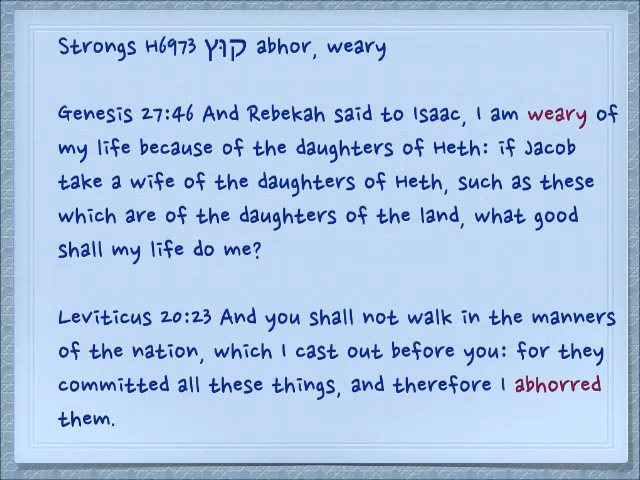 Strongs H6973 קוּץ abhor, weary
Genesis 27:46 And Rebekah said to Isaac, I am weary of
my life because of the daughters of Heth: if Jacob
take a wife of the daughters of Heth, such as these
which are of the daughters of the land, what good
shall my life do me?
Leviticus 20:23 And you shall not walk in the manners
of the nation, which I cast out before you: for they
committed all these things, and therefore I abhorred
them.